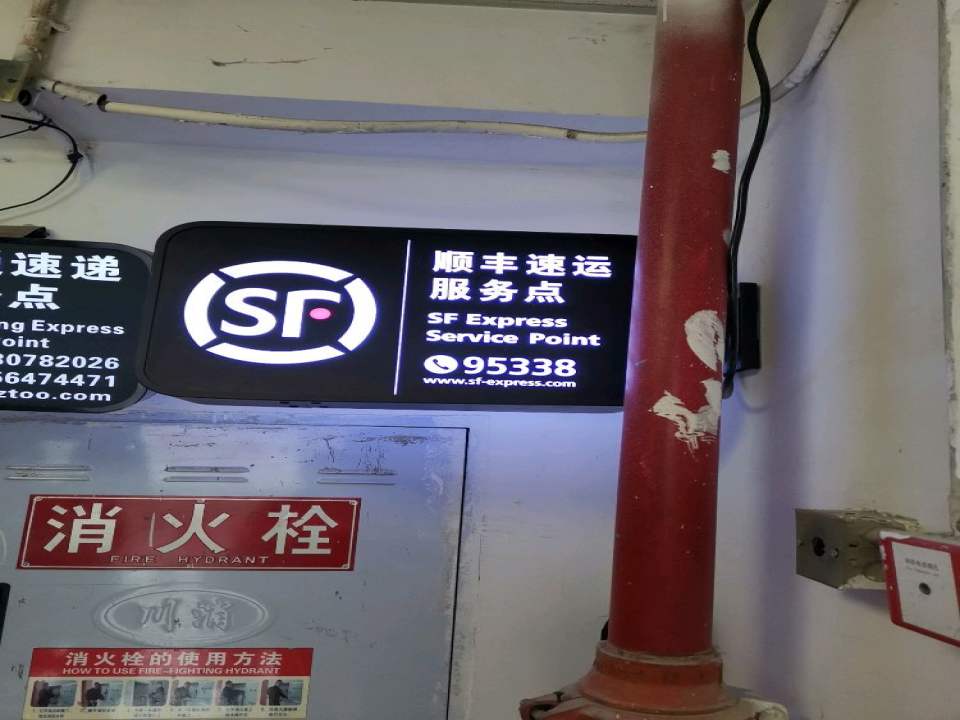 速递
点
ng Express
oint
80782026
56474471
ztoo.com
SF
顺丰速运
服务点
SF Express
Service Point
95338
www.sf-express.com
消火栓
FIRE HYDRANT
川消
消火栓的使用方法
HOW TO USE FIRE-FIGHTING HYDRANT